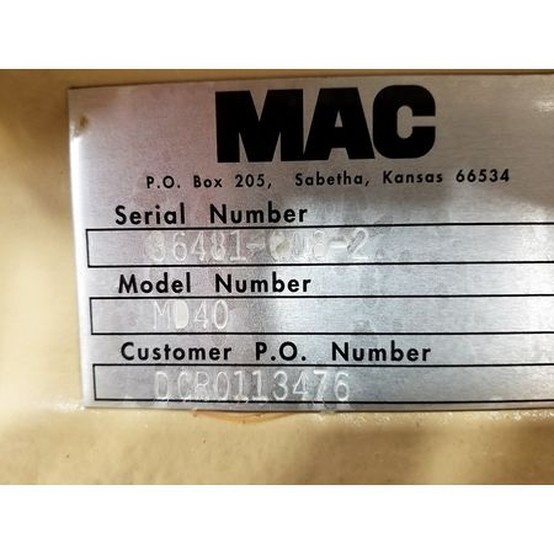 MAC
P.O. Box 205, Sabetha, Kansas 66534
Serial Number
Model Number
MD40
Customer P.O. Number
DCR0113476